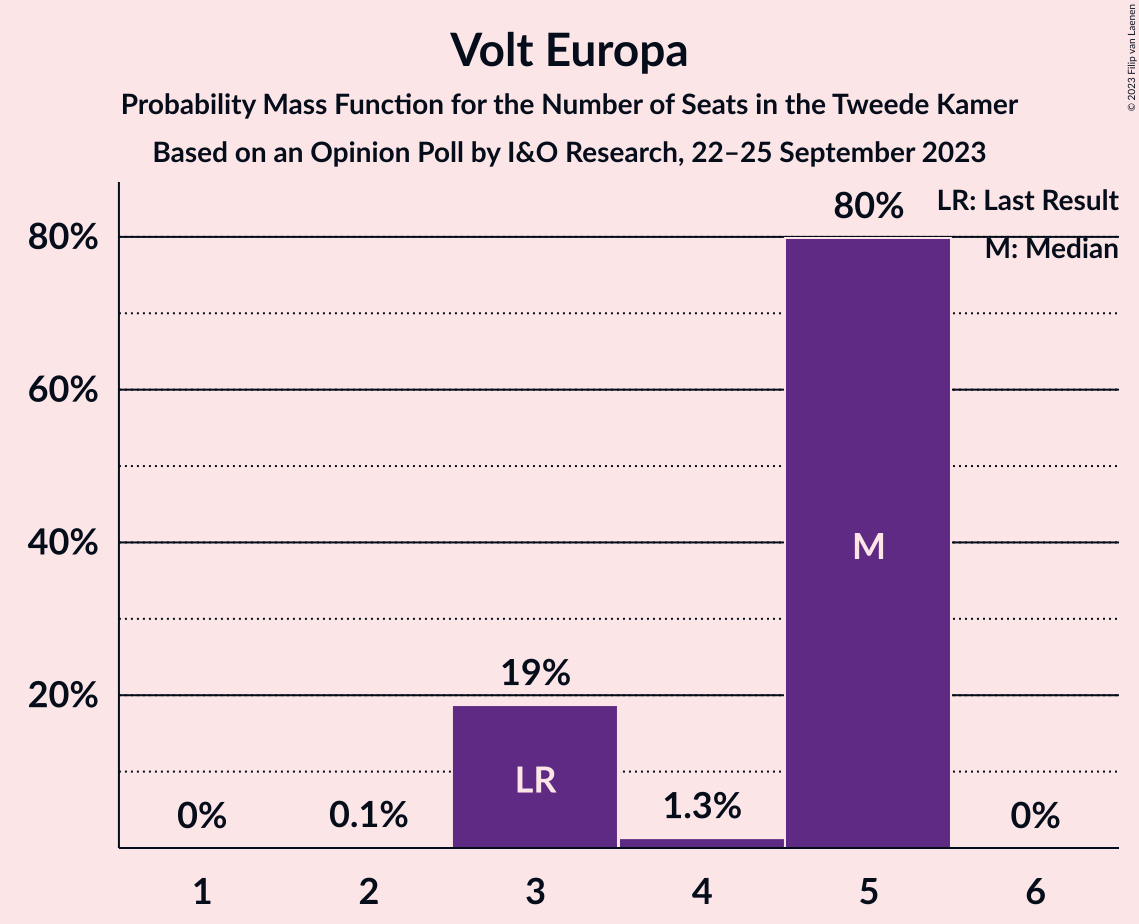 Volt Europa
Probability Mass Function for the Number of Seats in the Tweede Kamer
Based on an Opinion Poll by I&O Research, 22–25 September 2023
© 2023 Filip van Laenen
LR: Last Result
M: Median
80%
60%
40%
20%
0%
0.1%
19%
LR
1.3%
80%
M
0%
1
2
3
4
5
6